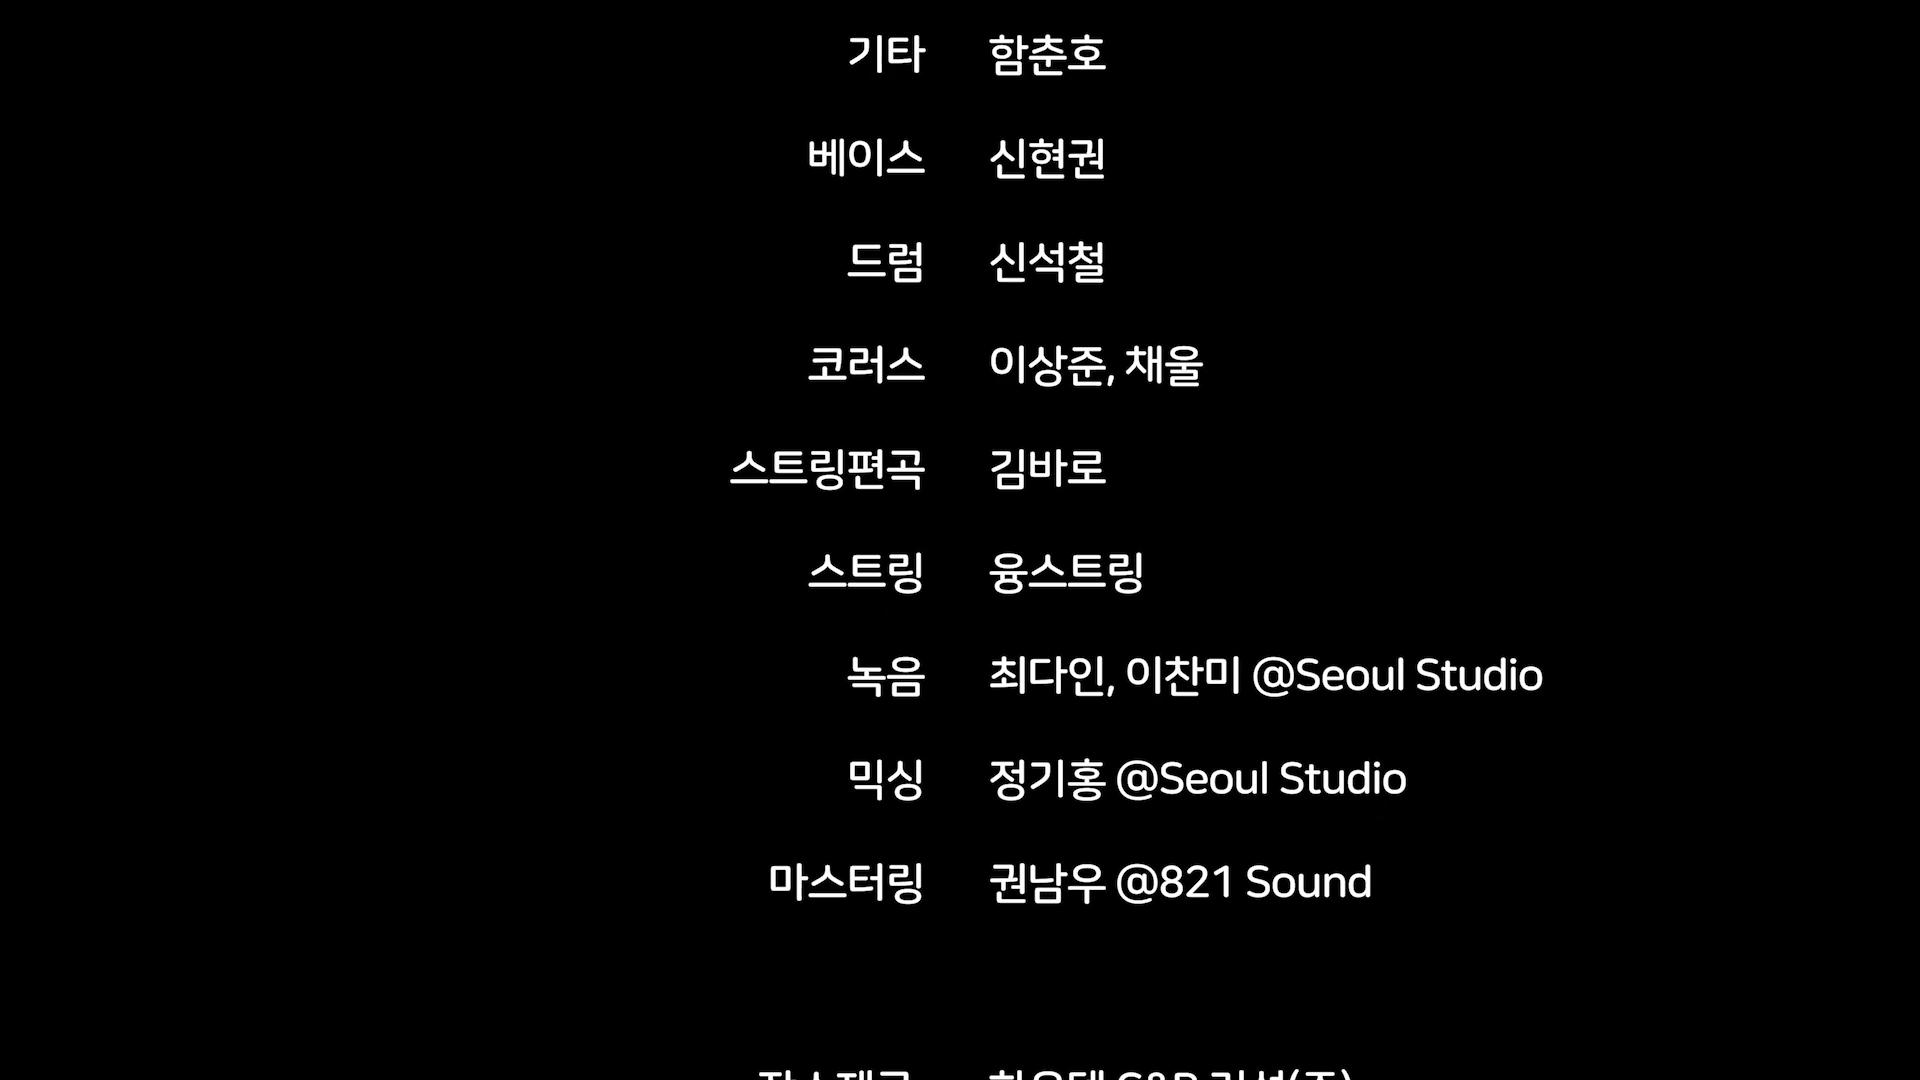 기타 함춘호
베이스 신현권
드럼 신석철
코러스 이상준, 채울
스트링편곡 김바로
스트링 융스트링
녹음 최다인, 이찬미 @Seoul Studio
믹싱 정기홍 @Seoul Studio
마스터링 권남우 @821 Sound